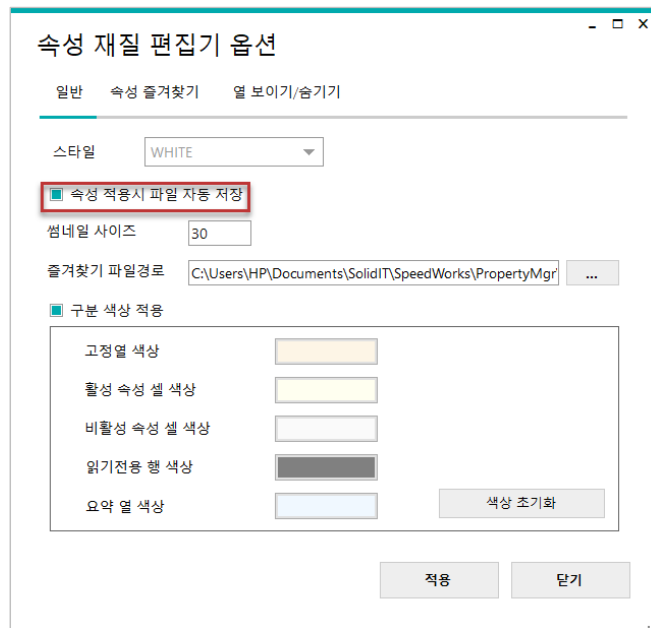 속성 재질 편집기 옵션
일반 속성 즐겨찾기 열 보이기/숨기기
스타일 WHITE
속성 적용시 파일 자동 저장
썸네일 사이즈 30
즐겨찾기 파일경로 C:\Users\HP\Documents\SolidIT\SpeedWorks\PropertyMgr ...
구분 색상 적용
고정열 색상
활성 속성 셀 색상
비활성 속성 셀 색상
읽기전용 행 색상
요약 열 색상 색상 초기화
적용 닫기